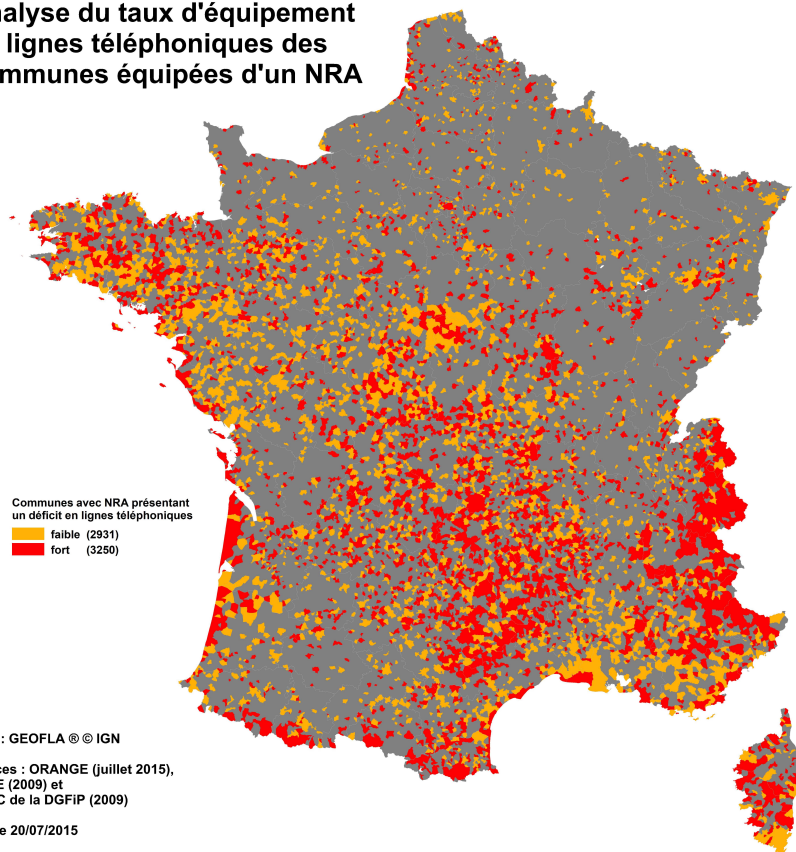 nalyse du taux d'équipement
lignes téléphoniques des
mmunes équipées d'un NRA
Communes avec NRA présentant
un déficit en lignes téléphoniques
faible (2931)
fort (3250)
: GEOFLA ® © IGN
ces : ORANGE (juillet 2015),
E (2009) et
C de la DGFiP (2009)
e 20/07/2015